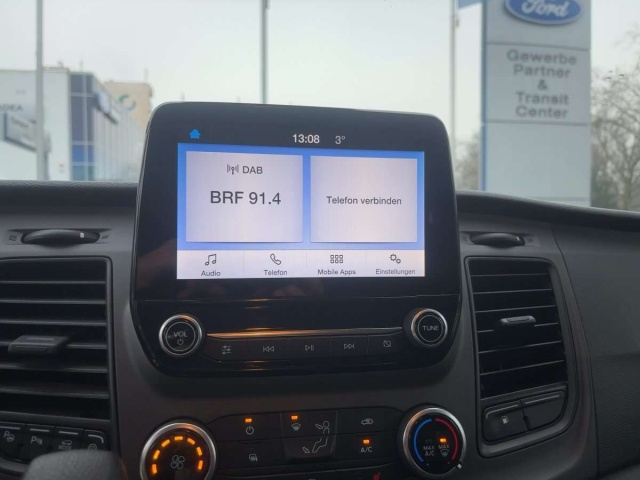 Ford
Gewerbe
Partner
&
Transit
Center
13:08 3°
DAB
BRF 91.4
Telefon verbinden
Audio
Telefon
Mobile Apps
Einstellungen
VOL
TUNE
A/C
MAX
A/C
MAX